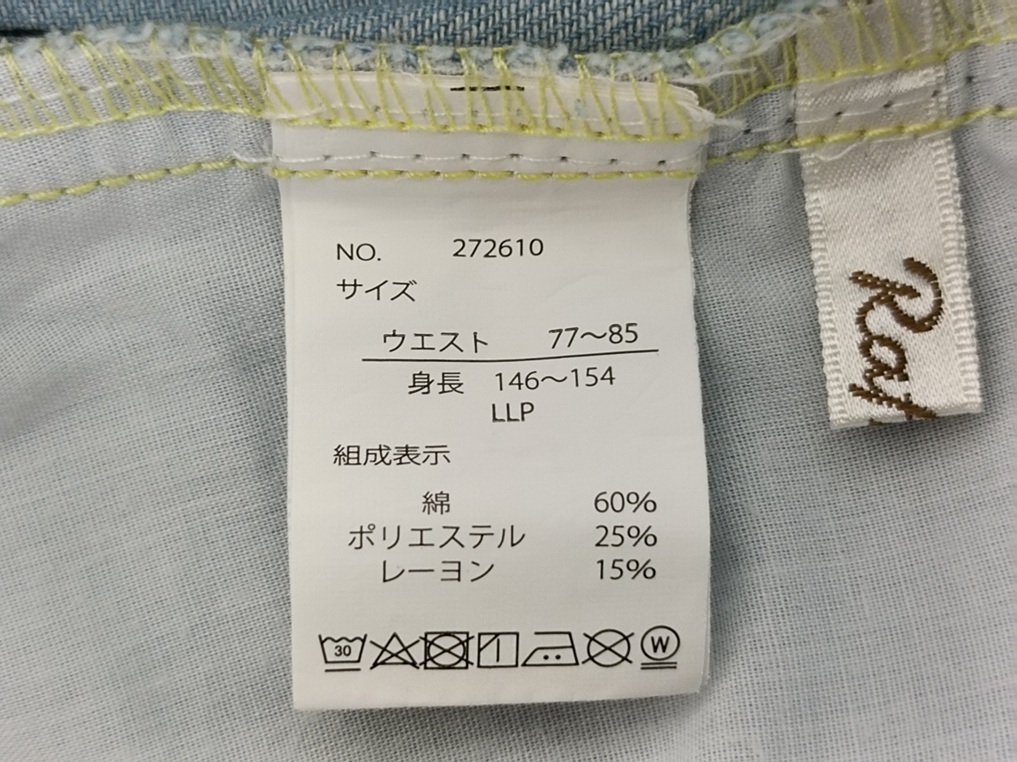 NO. 272610
サイズ
ウエスト 77～85
身長 146～154
LLP
組成表示
綿 60%
ポリエステル 25%
レーヨン 15%
30 W